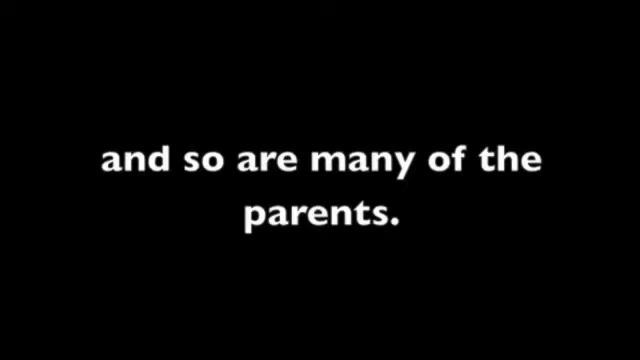 and so are many of the
parents.